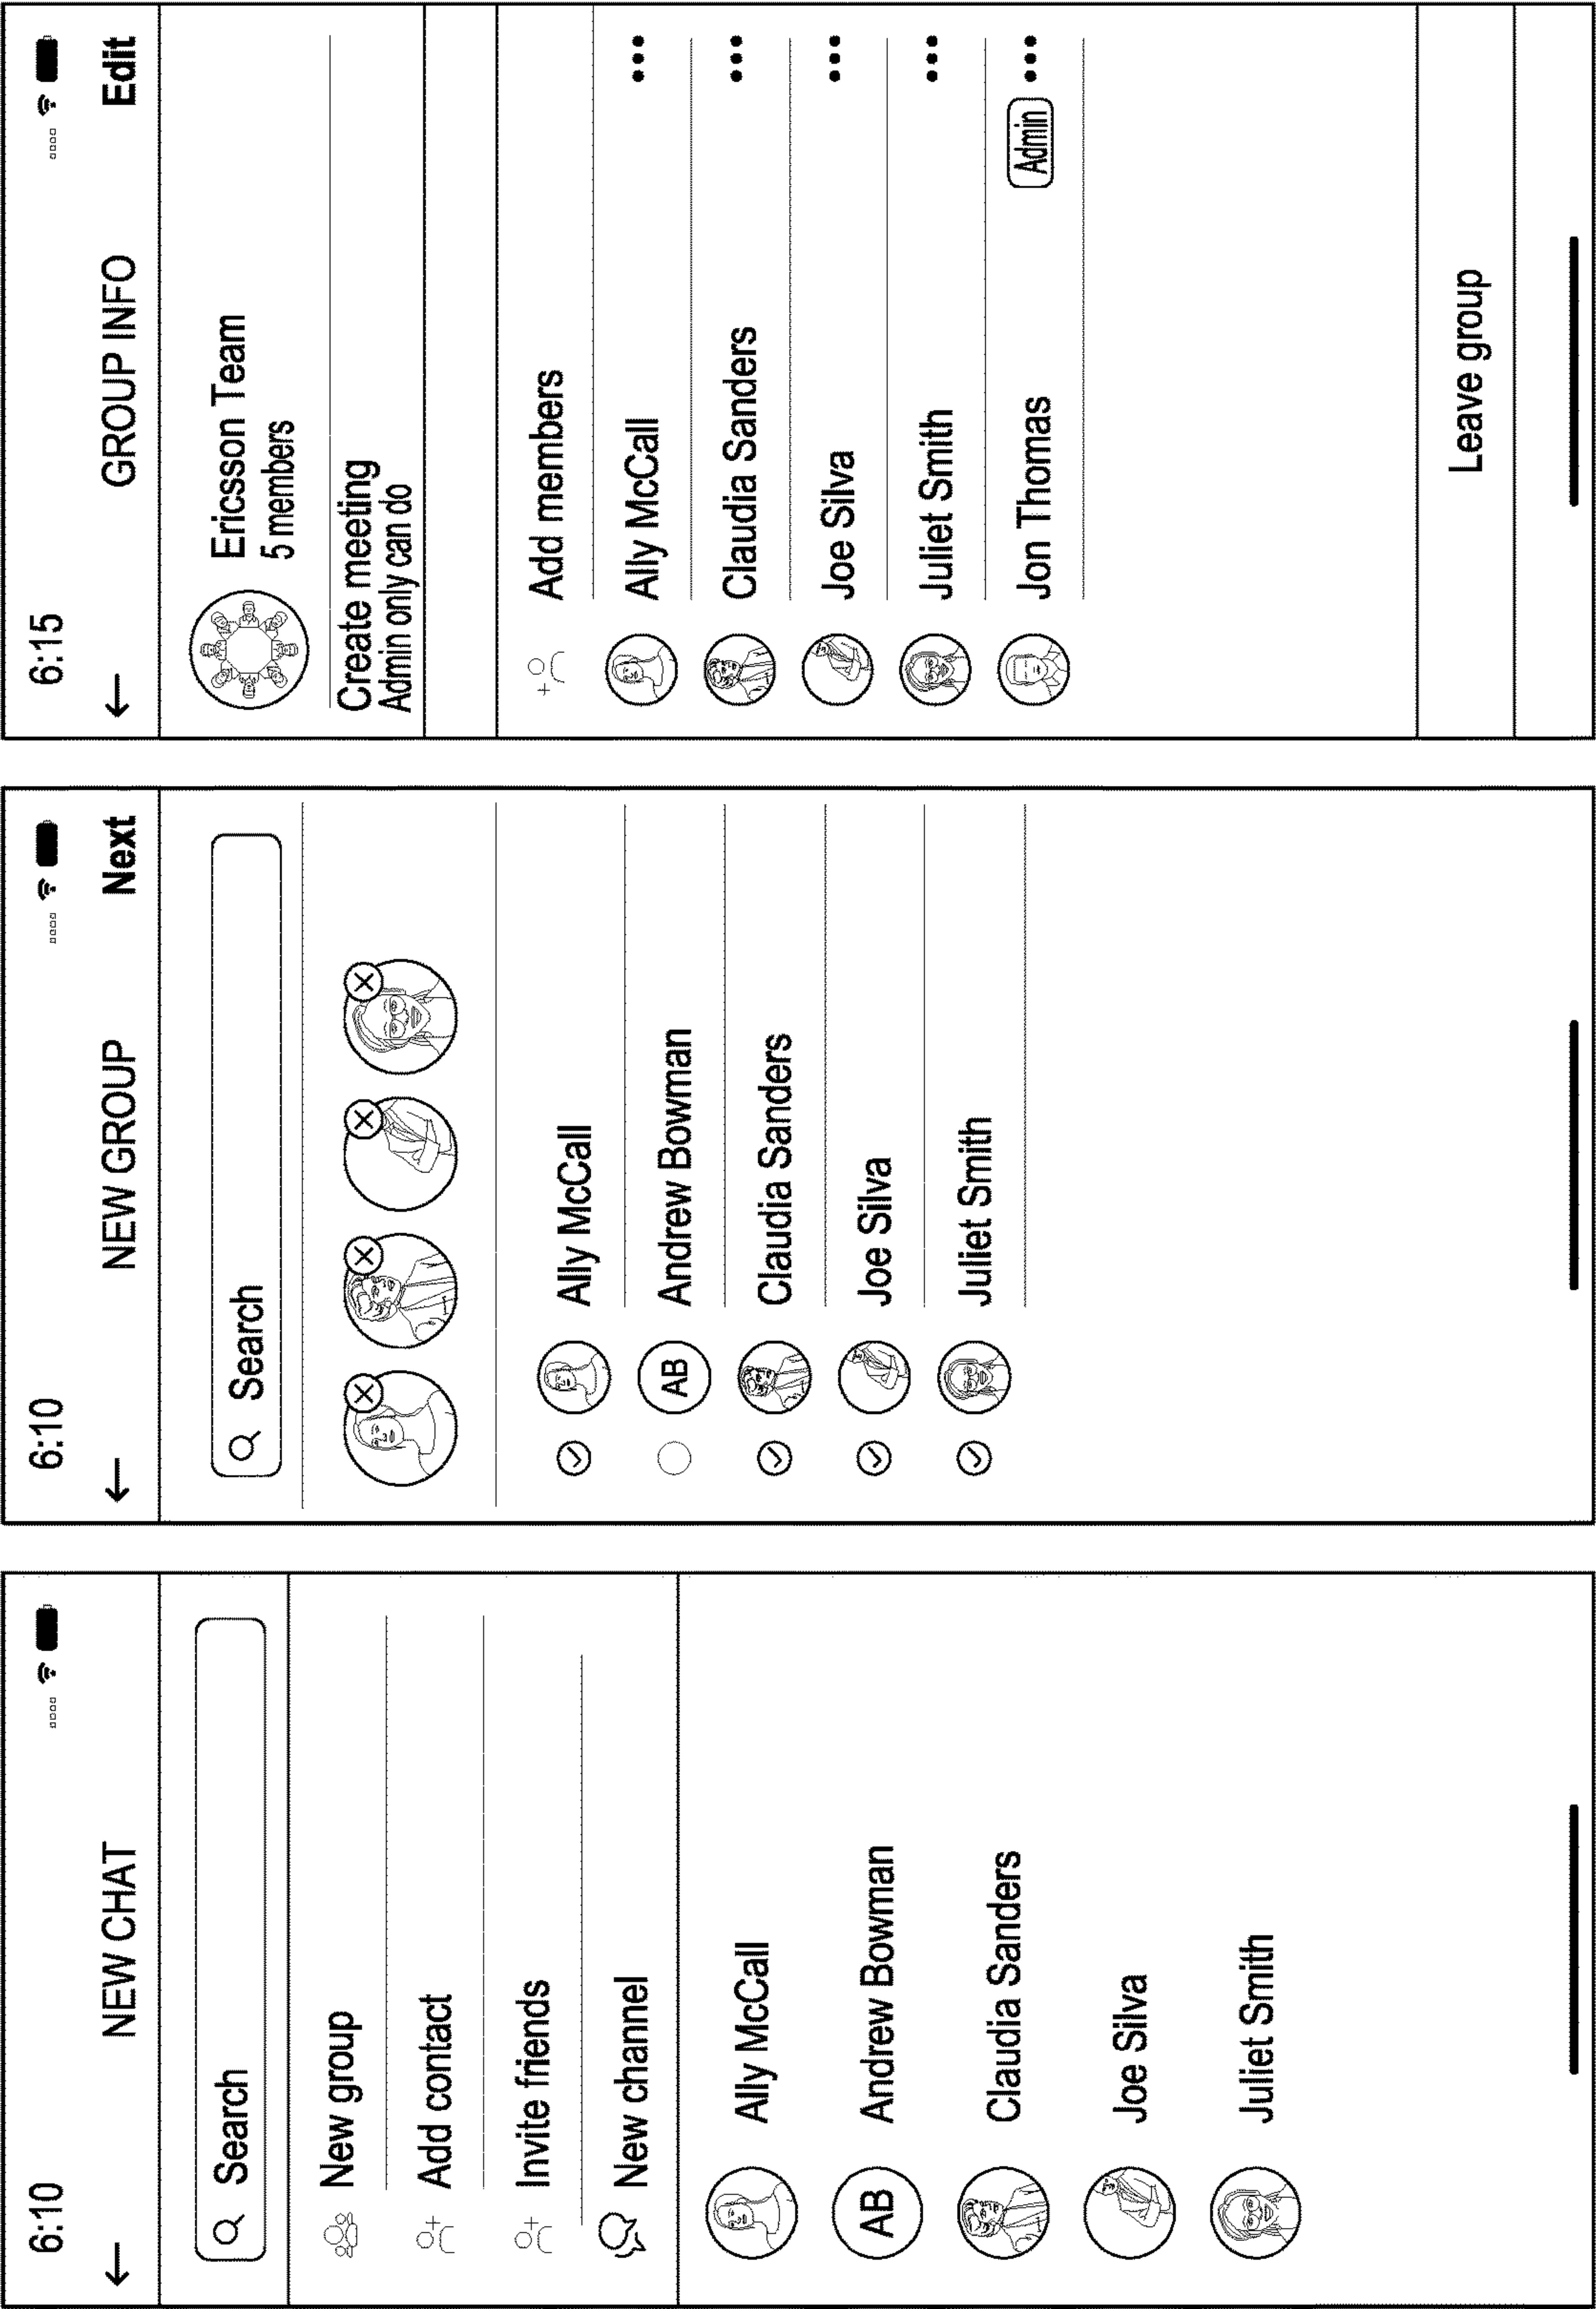 6:10
NEW CHAT
Search
New group
Add contact
Invite friends
New channel
Ally McCall
AB
Andrew Bowman
Claudia Sanders
Joe Silva
Juliet Smith
6:10
NEW GROUP
Next
Search
Ally McCall
AB
Andrew Bowman
Claudia Sanders
Joe Silva
Juliet Smith
6:15
GROUP INFO
Edit
Ericsson Team
5 members
Create meeting
Admin only can do
Add members
Ally McCall
Claudia Sanders
Joe Silva
Juliet Smith
Jon Thomas
Admin
Leave group